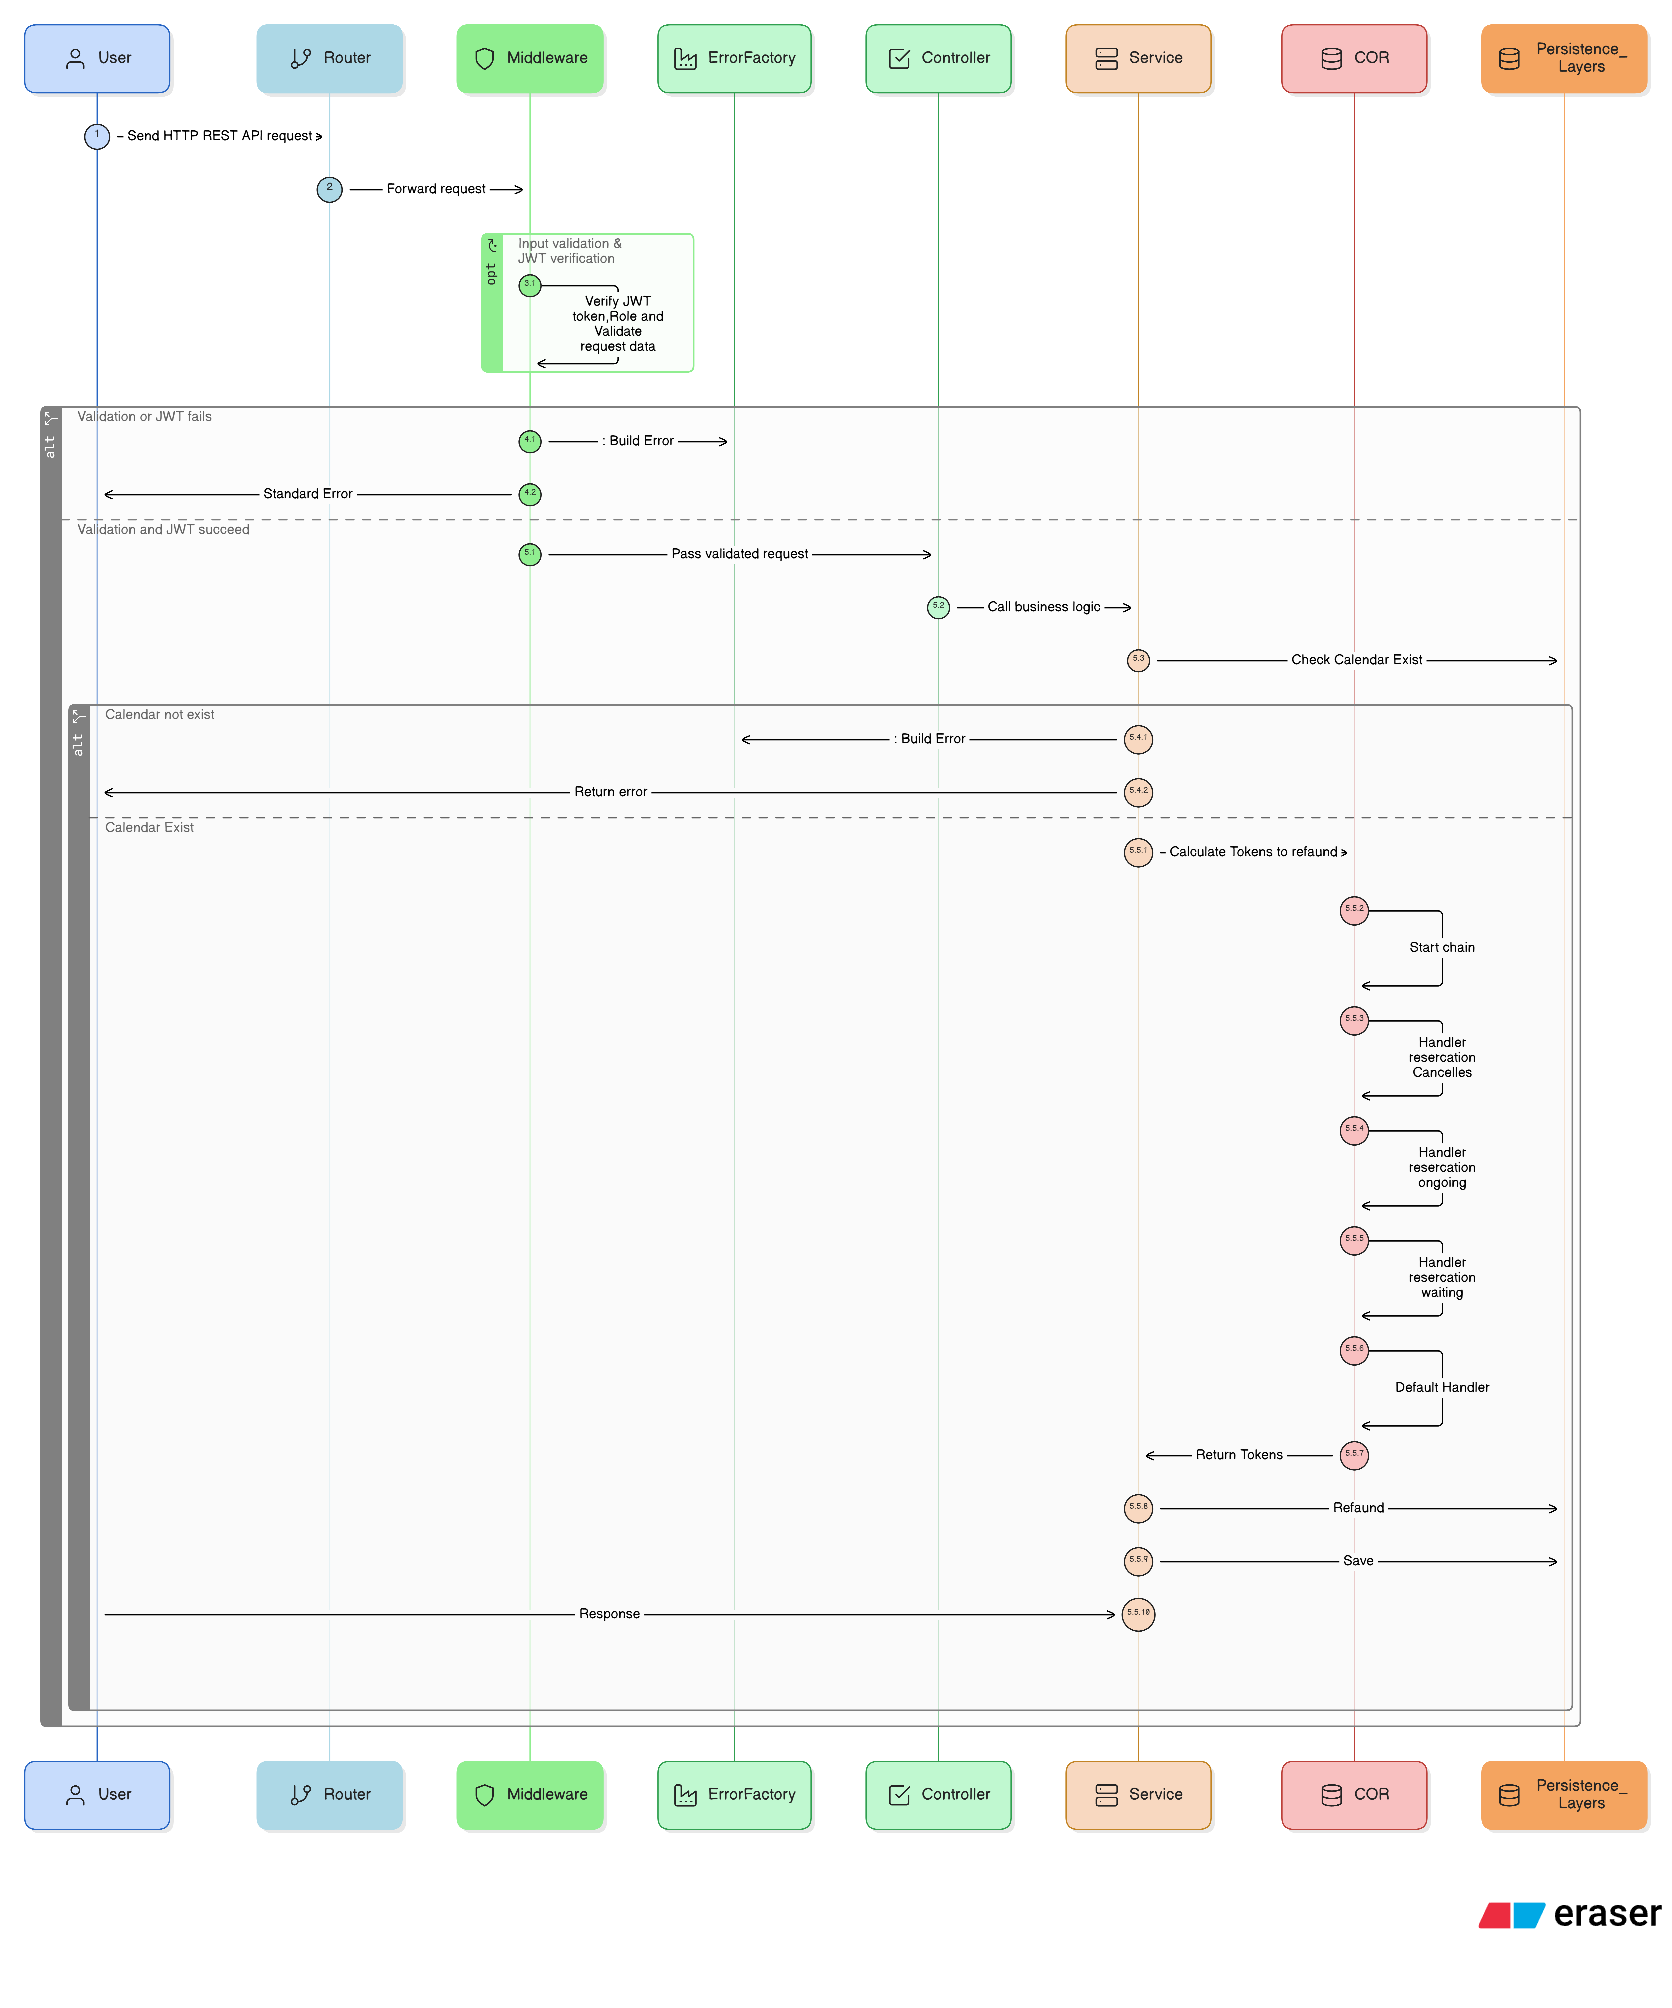 User
Router
Middleware
ErrorFactory
Controller
Service
COR
Persistence_
Layers
1
Send HTTP REST API request
2
Forward request
opt
Input validation &
JWT verification
3.1
Verify JWT
token,Role and
Validate
request data
alt
Validation or JWT fails
4.1
: Build Error
4.2
Standard Error
Validation and JWT succeed
5.1
Pass validated request
5.2
Call business logic
5.3
Check Calendar Exist
alt
Calendar not exist
5.4.1
: Build Error
5.4.2
Return error
Calendar Exist
5.5.1
Calculate Tokens to refaund
5.5.2
Start chain
5.5.3
Handler
resercation
Cancelles
5.5.4
Handler
resercation
ongoing
5.5.5
Handler
resercation
waiting
5.5.6
Default Handler
5.5.7
Return Tokens
5.5.8
Refaund
5.5.9
Save
5.5.10
Response
User
Router
Middleware
ErrorFactory
Controller
Service
COR
Persistence_
Layers
eraser